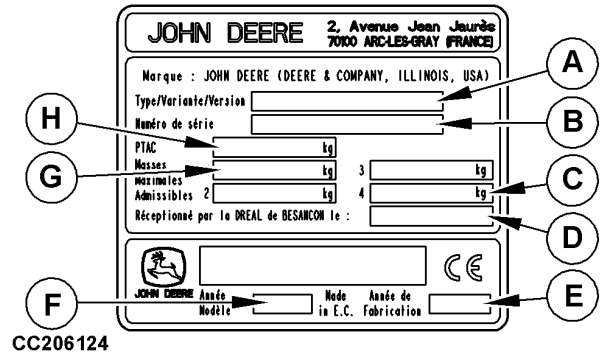 JOHN DEERE
2, Avenue Jean Jaurès
70100 ARC-LES-GRAY (FRANCE)
Marque : JOHN DEERE (DEERE & COMPANY, ILLINOIS, USA)
A
Type/Variante/Version
B
Numéro de série
H
PTAC kg
G
Masses kg 3 kg
Maximales
Admissibles 2 kg 4 kg
C
Réceptionné par la DREAL de BESANCON le :
D
CE
JOHN DEERE
F
Année Modèle
Made in E.C.
Année de Fabrication
E
CC206124